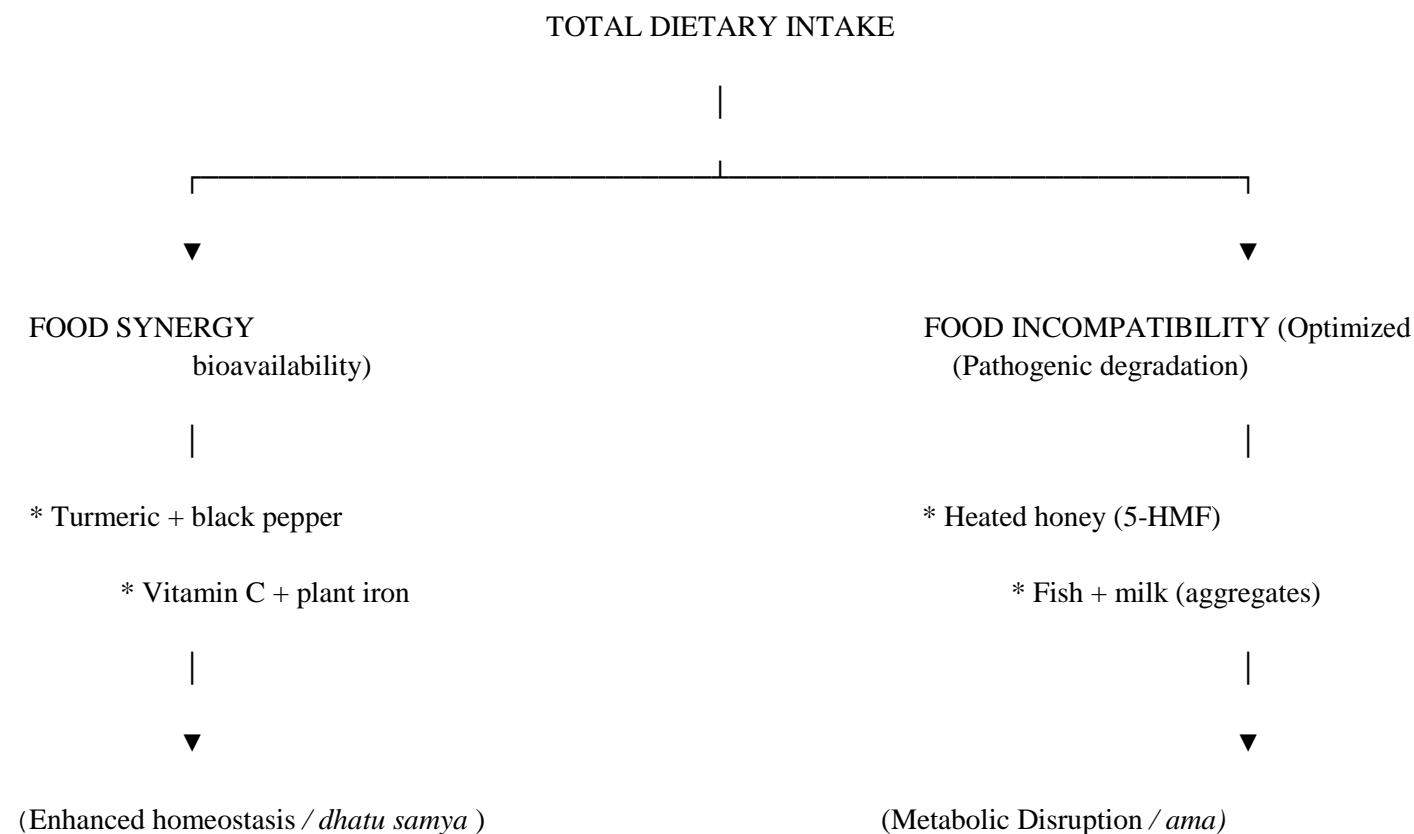 TOTAL DIETARY INTAKE
FOOD SYNERGY FOOD INCOMPATIBILITY (Optimized
bioavailability) (Pathogenic degradation)
* Turmeric + black pepper * Heated honey (5-HMF)
* Vitamin C + plant iron * Fish + milk (aggregates)
(Enhanced homeostasis / dhatu samya ) (Metabolic Disruption / ama)